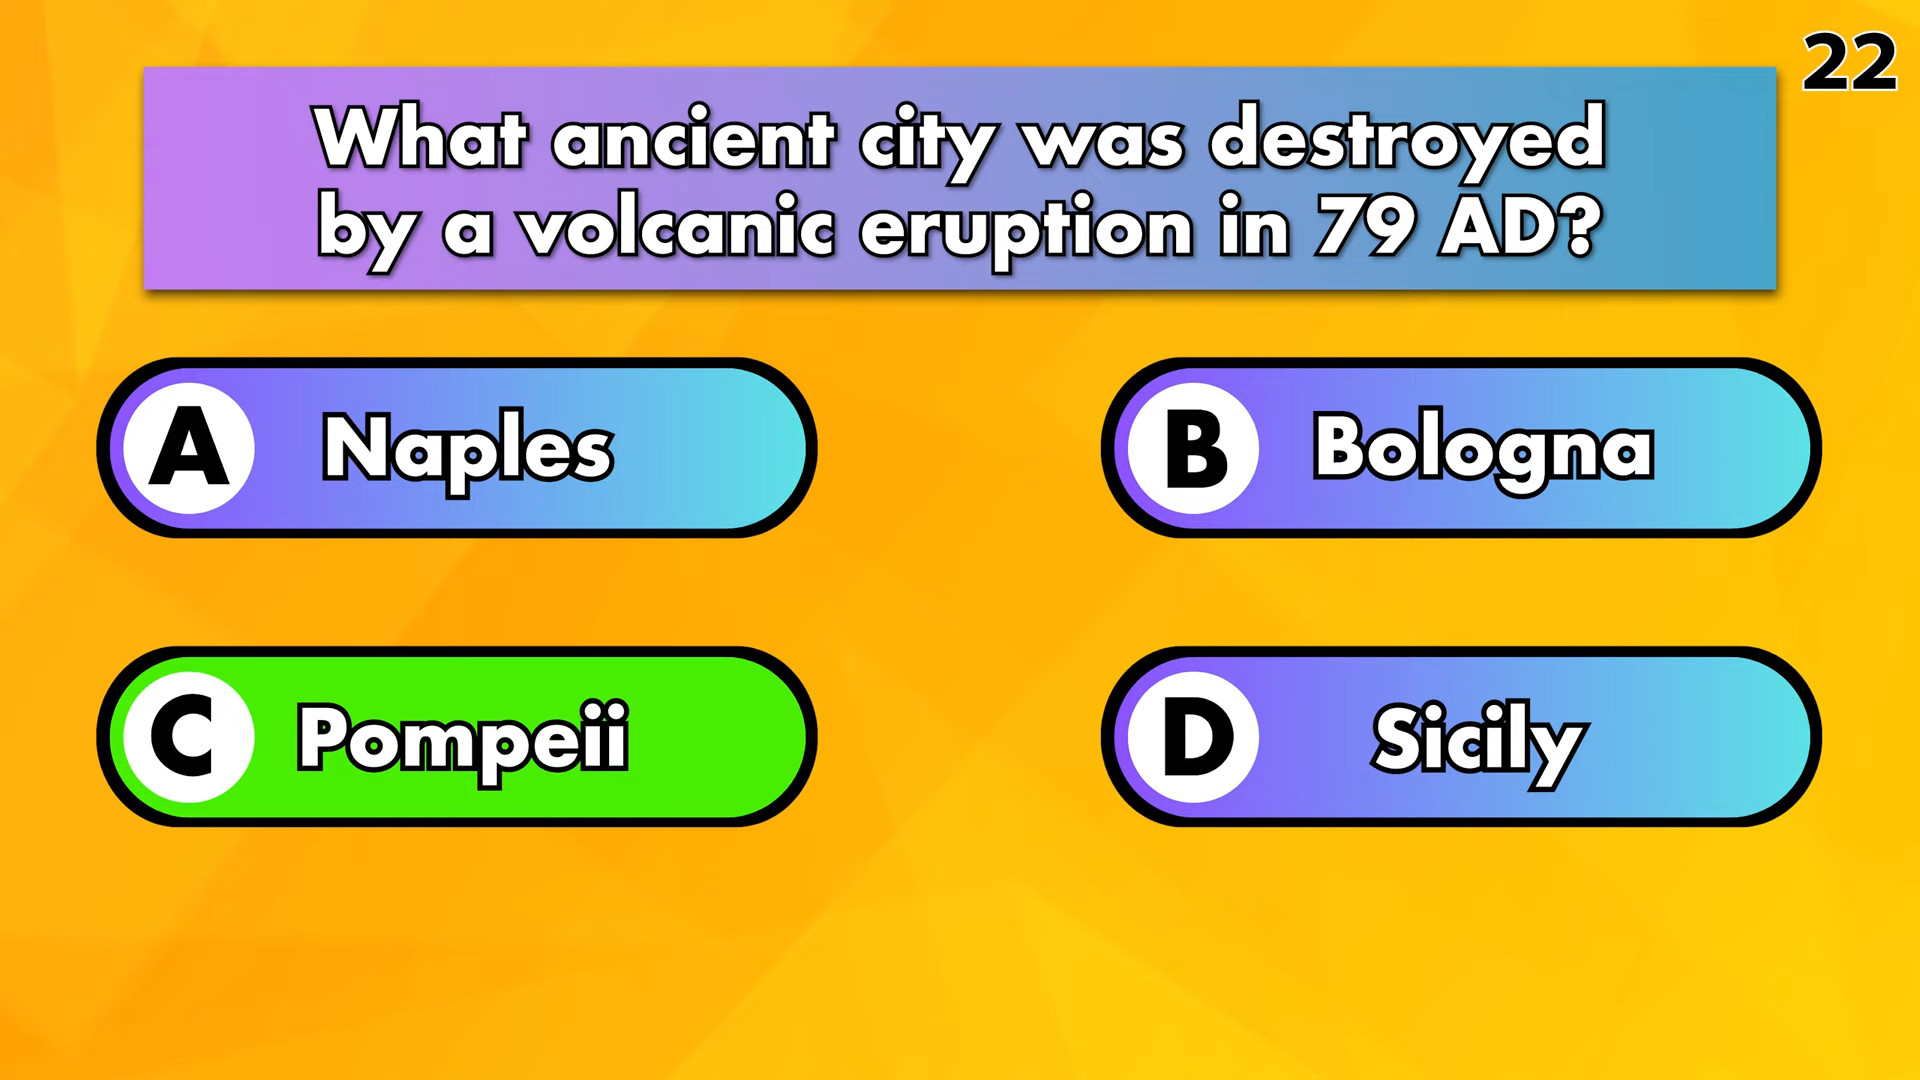 22
What ancient city was destroyed
by a volcanic eruption in 79 AD?
A Naples
B Bologna
C Pompeii
D Sicily